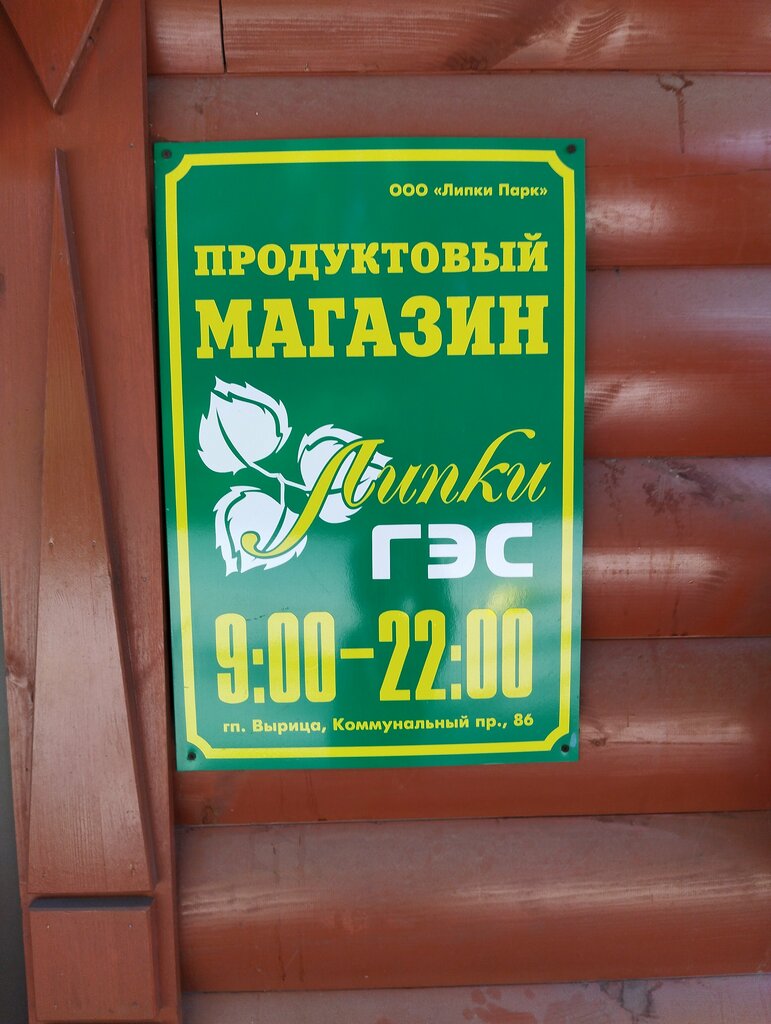 ООО «Липки Парк»
ПРОДУКТОВЫЙ
МАГАЗИН
Липки
ГЭС
9:00-22:00
гп. Вырица, Коммунальный пр., 86